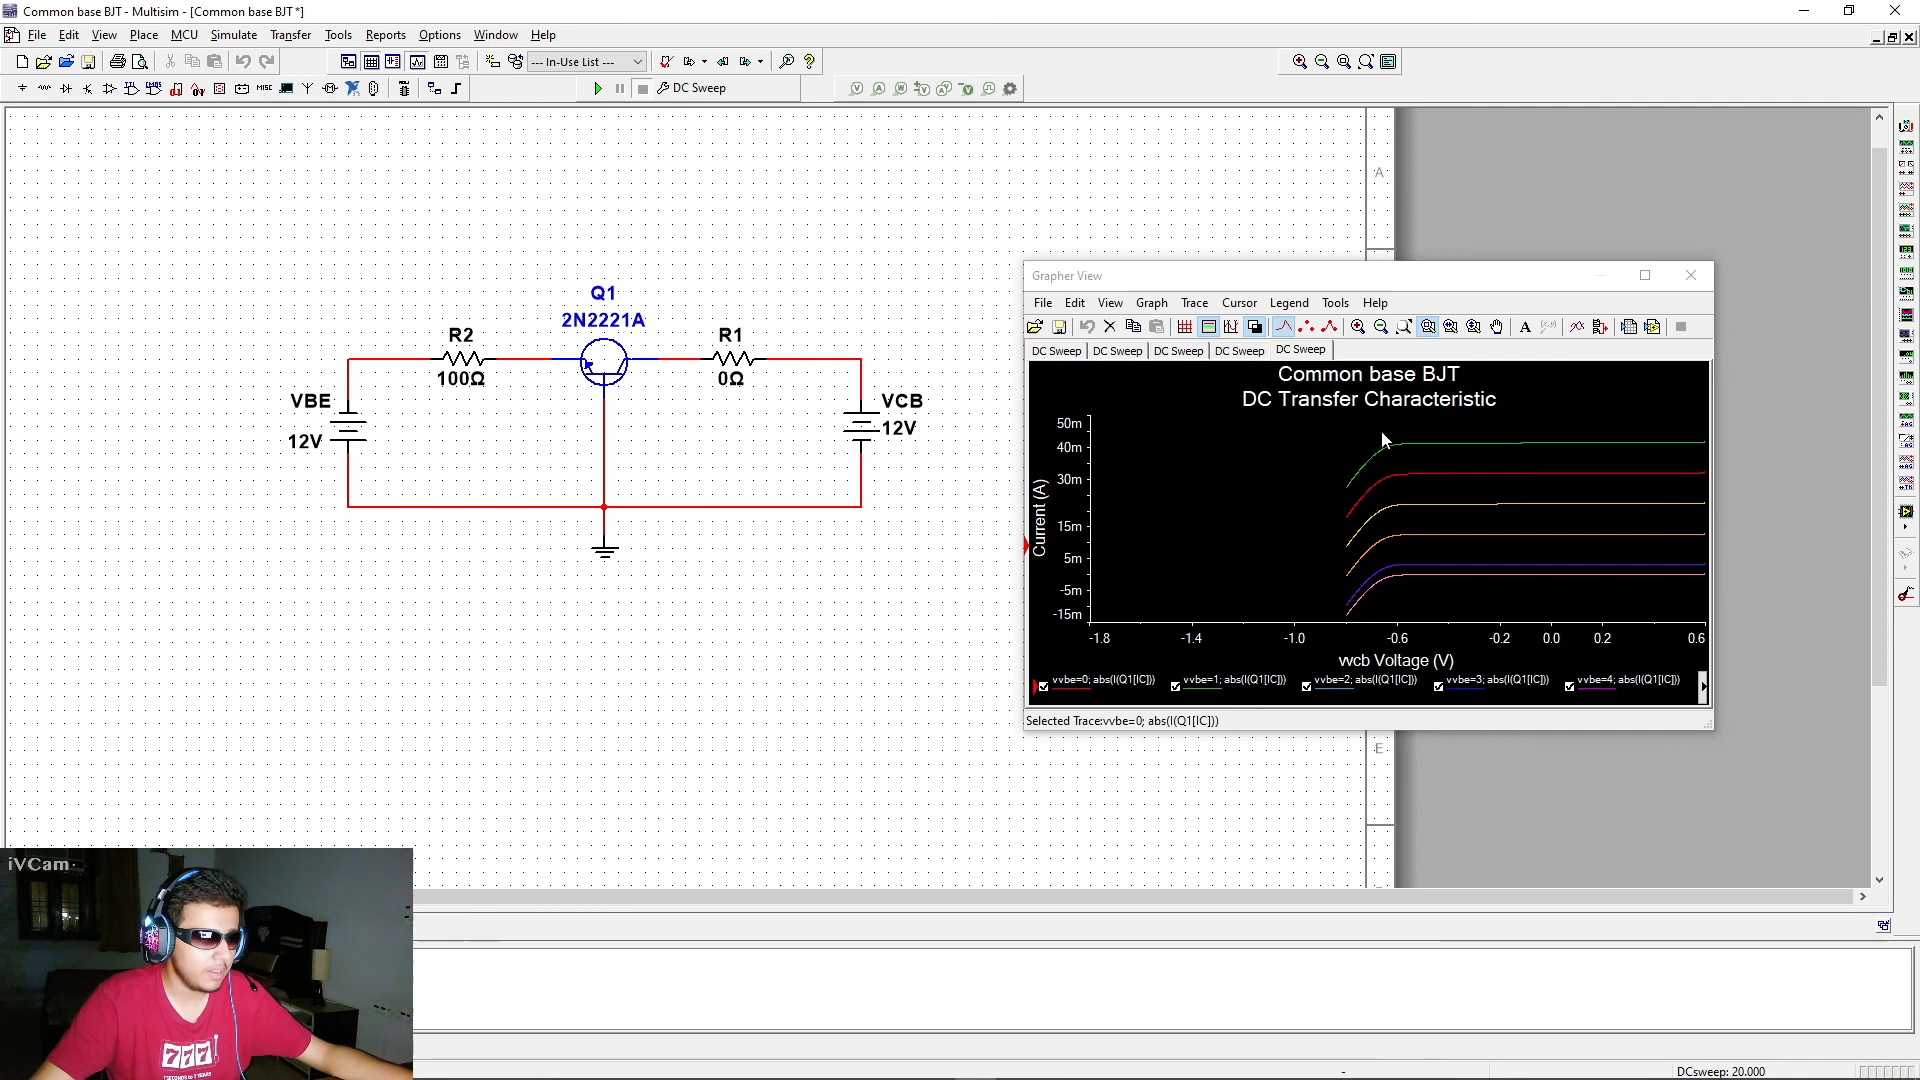 Common base BJT - Multisim - [Common base BJT *]
File Edit View Place MCU Simulate Transfer Tools Reports Options Window Help
--- In-Use List ---
DC Sweep
A
Q1
2N2221A
R2
100Ω
R1
0Ω
VBE
12V
VCB
12V
Grapher View
File Edit View Graph Trace Cursor Legend Tools Help
DC Sweep DC Sweep DC Sweep DC Sweep DC Sweep
Common base BJT
DC Transfer Characteristic
50m
40m
30m
15m
5m
-5m
-15m
Current (A)
-1.8 -1.4 -1.0 -0.6 -0.2 0.0 0.2 0.6
vvcb Voltage (V)
vvbe=0; abs(I(Q1[IC])) vvbe=1; abs(I(Q1[IC])) vvbe=2; abs(I(Q1[IC])) vvbe=3; abs(I(Q1[IC])) vvbe=4; abs(I(Q1[IC]))
Selected Trace:vvbe=0; abs(I(Q1[IC]))
E
iVCam
777
DCsweep: 20.000